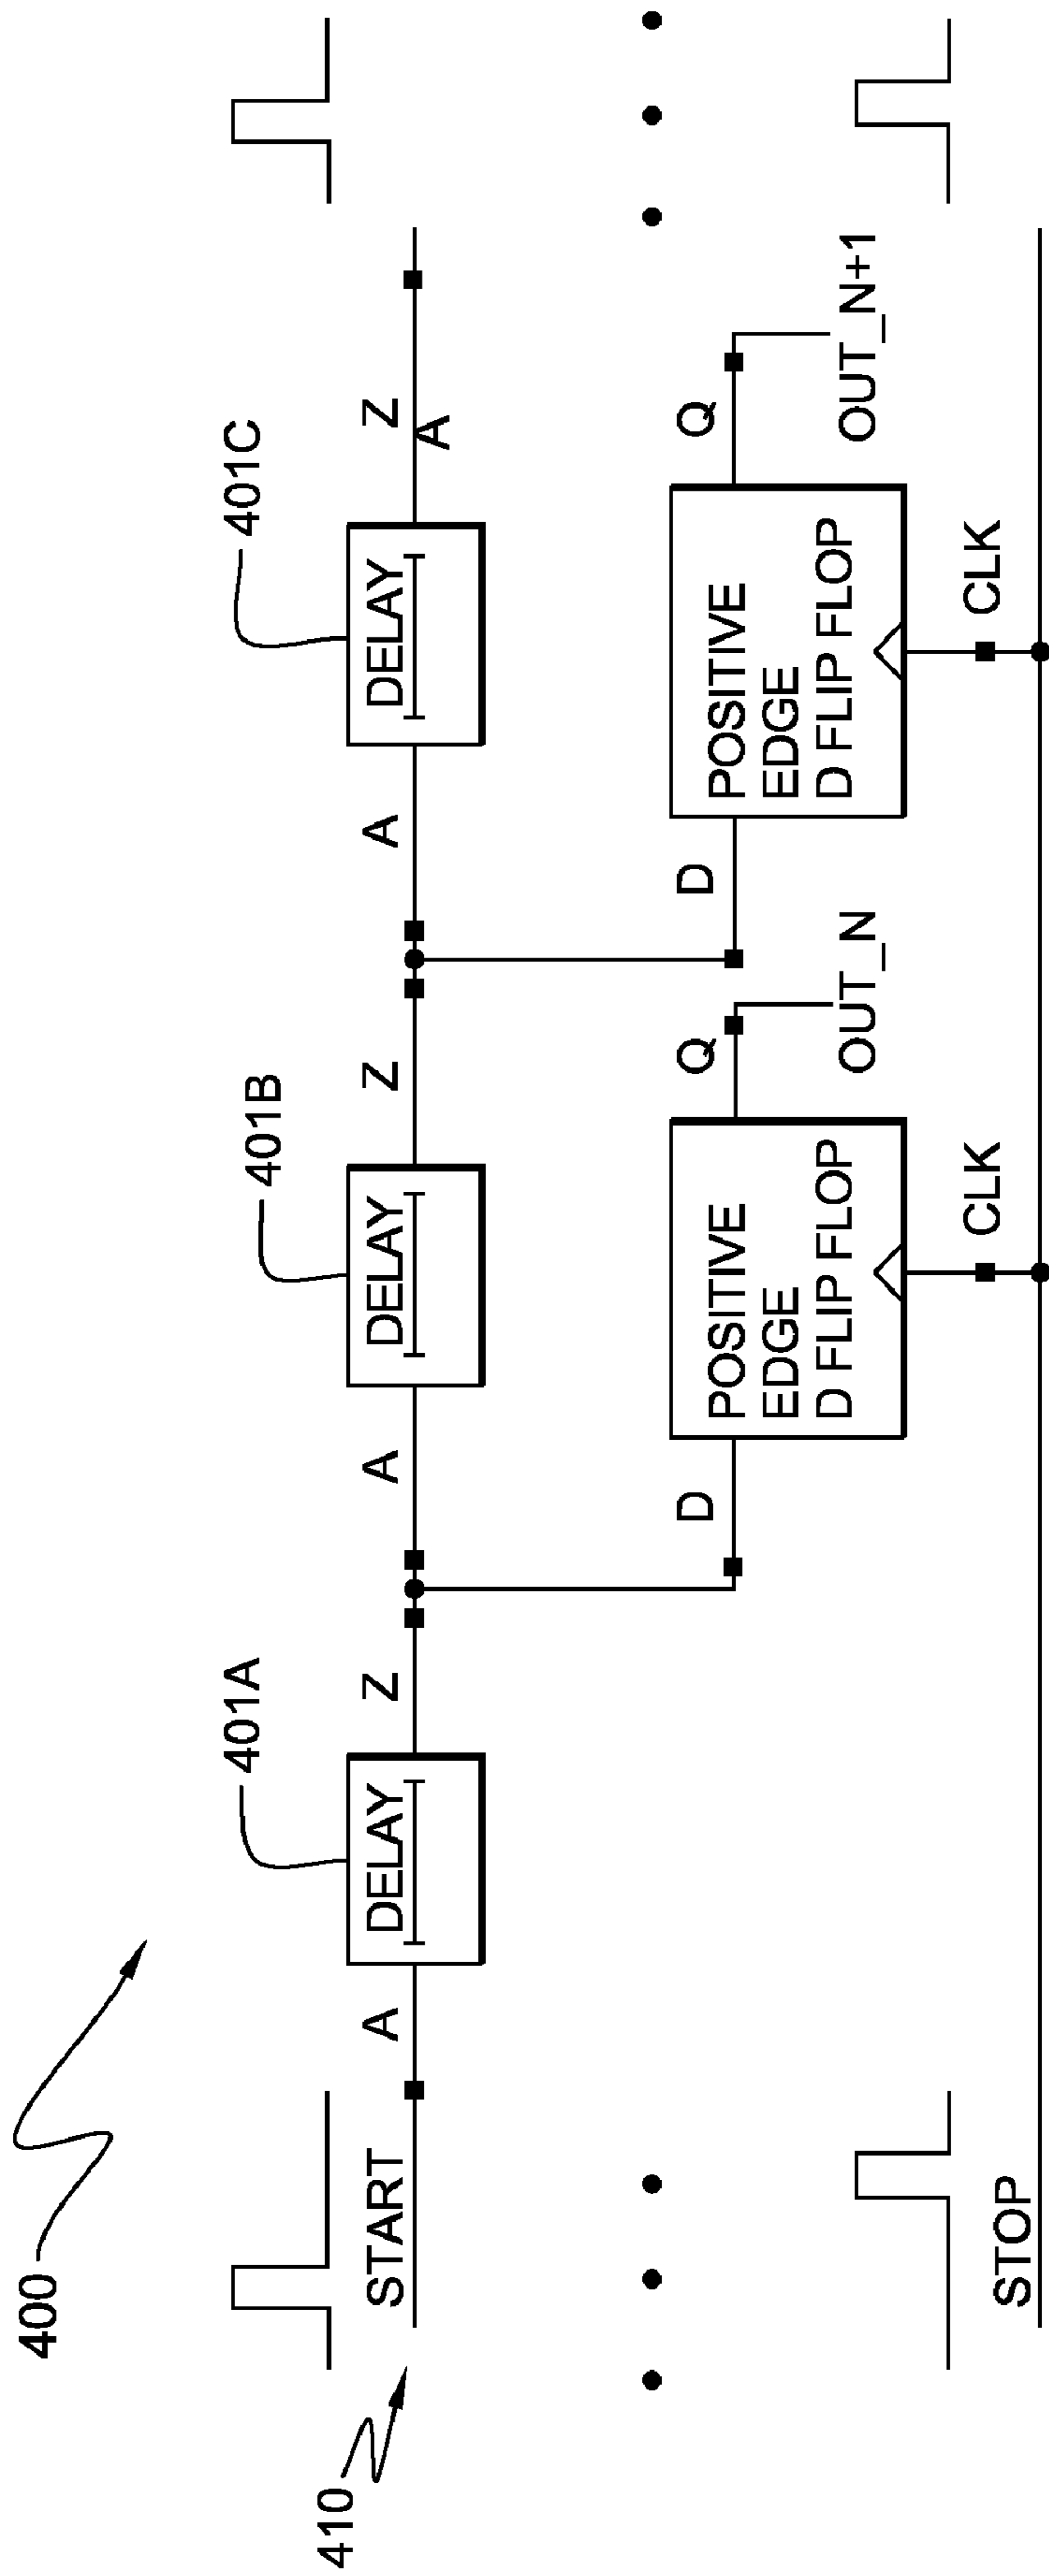 400
410
START
401A
401B
401C
A
DELAY
Z
A
DELAY
Z
A
DELAY
Z
A
D
POSITIVE
EDGE
D FLIP FLOP
Q
OUT_N
CLK
D
POSITIVE
EDGE
D FLIP FLOP
Q
OUT_N+1
CLK
STOP